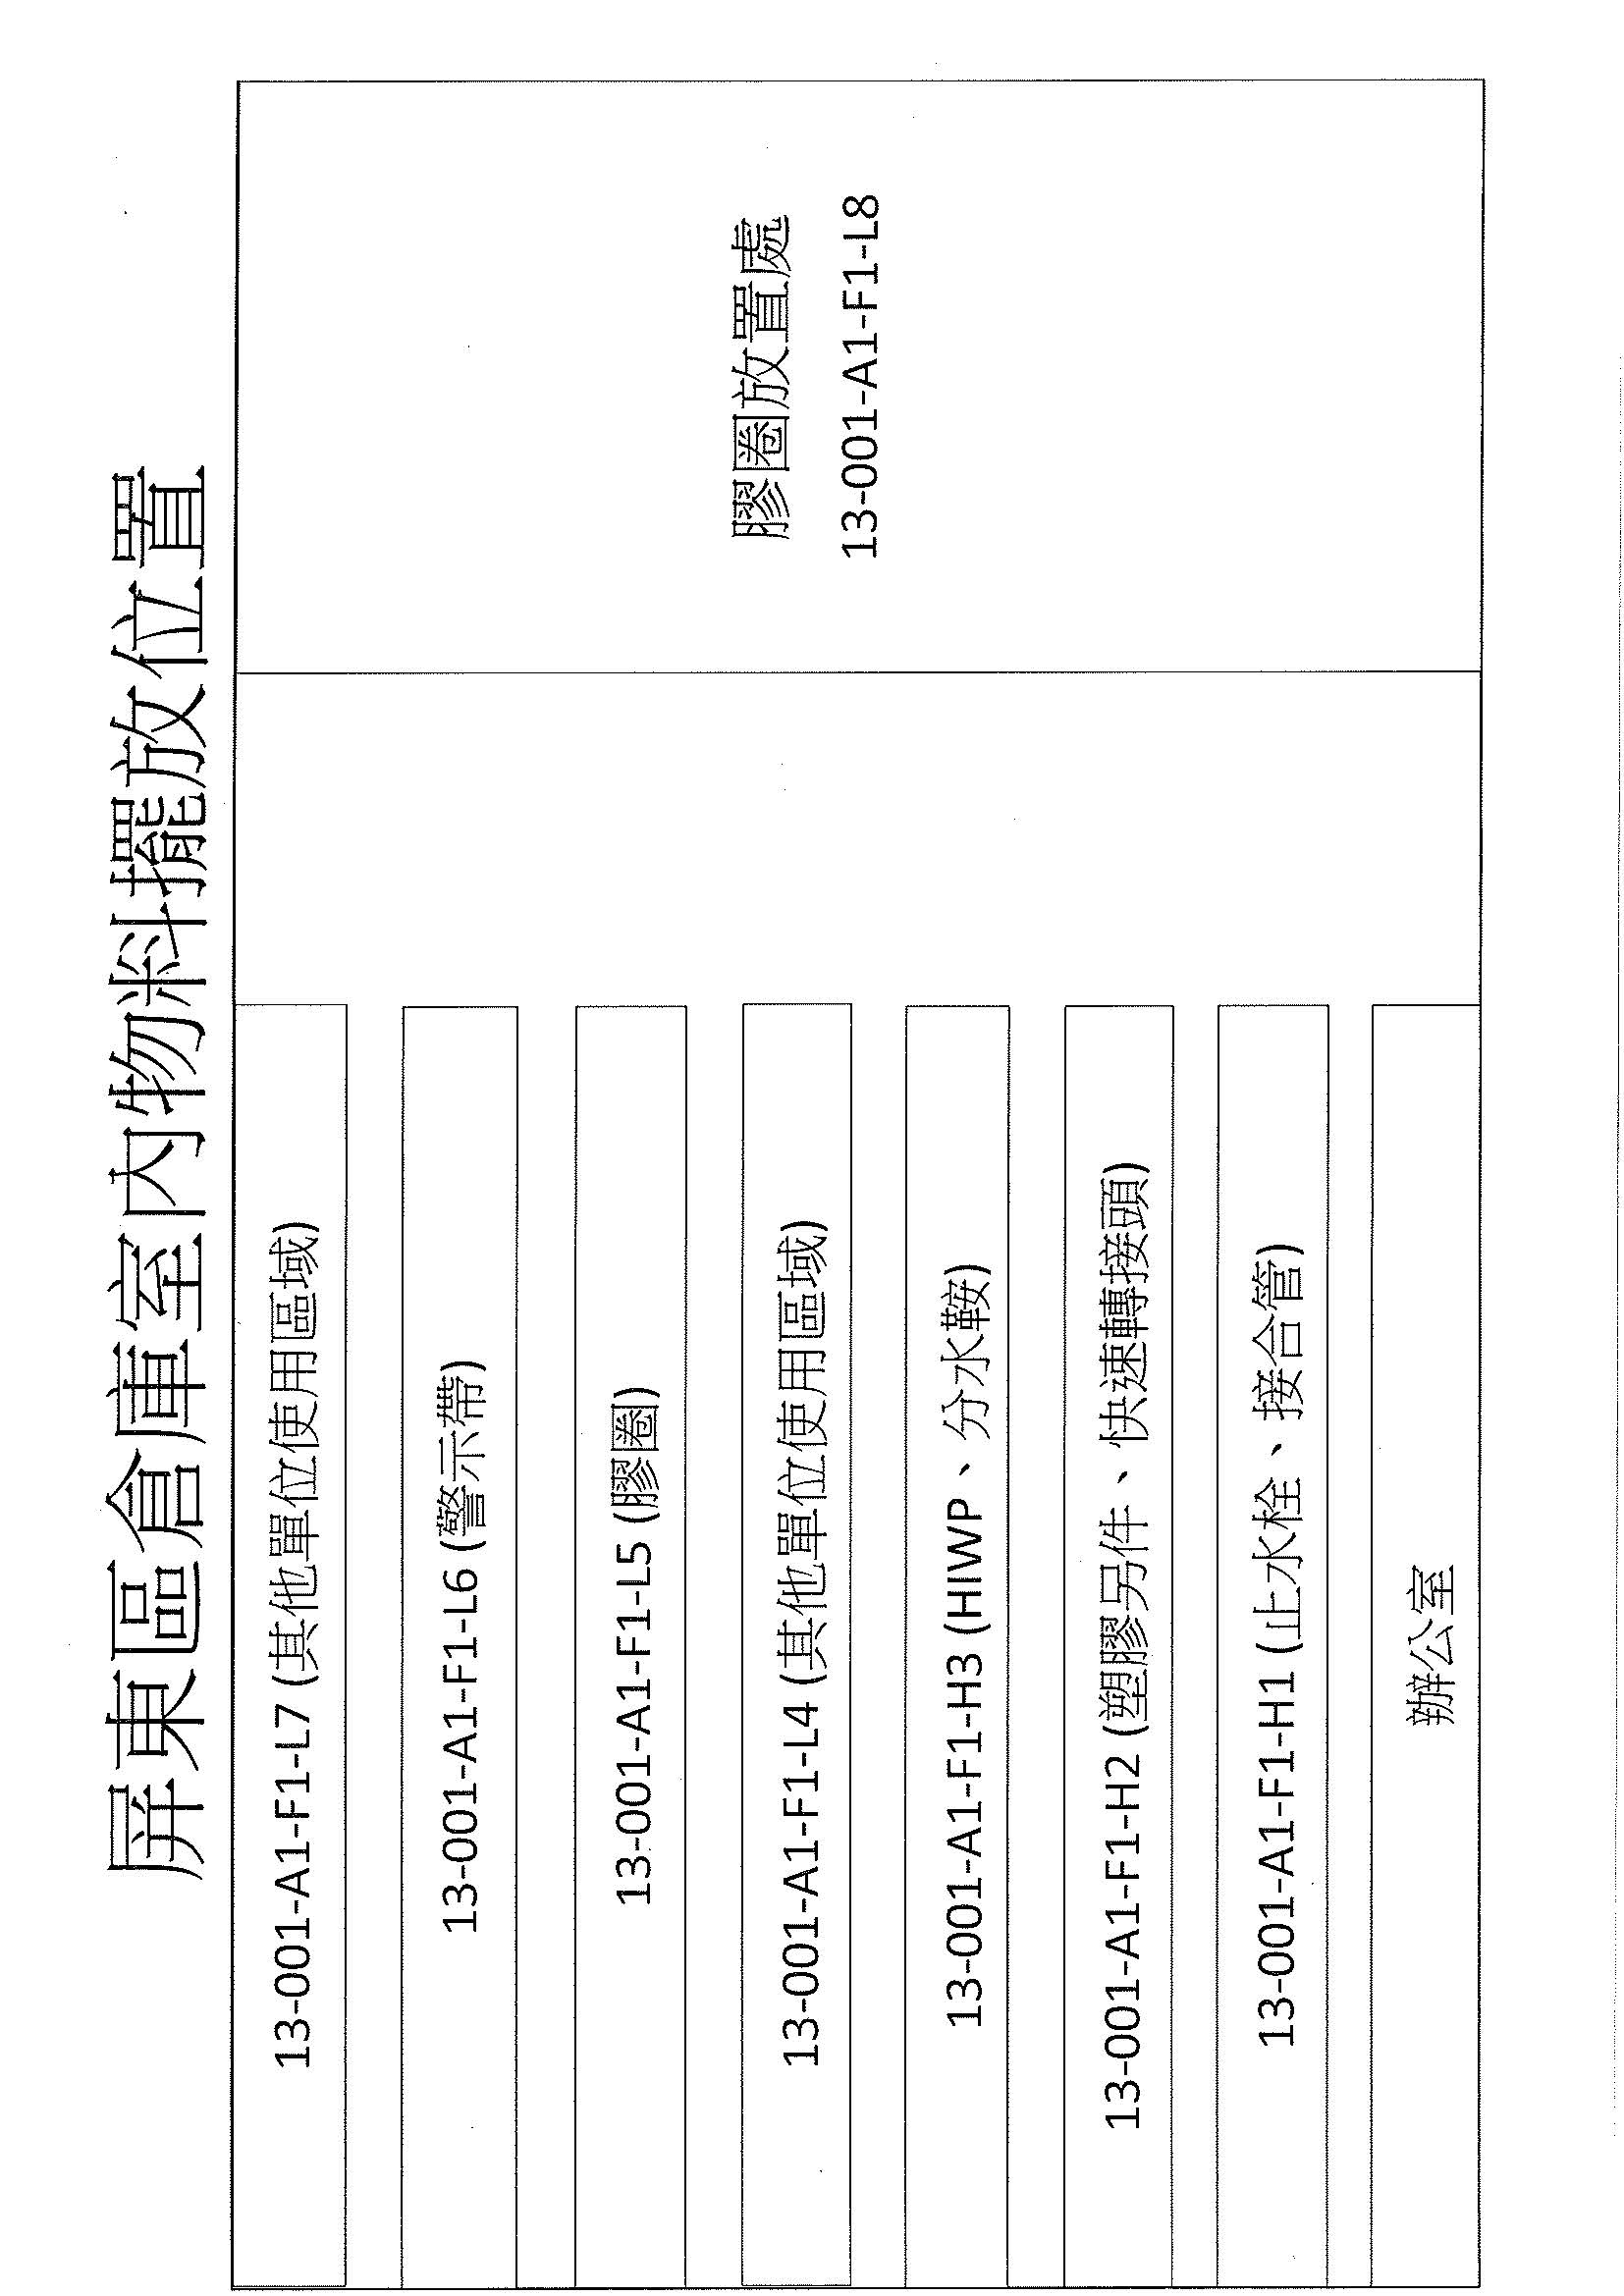 屏東區倉庫室內物料擺放位置
13-001-A1-F1-L7 (其他單位使用區域)
13-001-A1-F1-L6 (警示帶)
13-001-A1-F1-L5 (膠圈)
13-001-A1-F1-L4 (其他單位使用區域)
13-001-A1-F1-H3 (HIWP、分水鞍)
13-001-A1-F1-H2 (塑膠另件、快速轉接頭)
13-001-A1-F1-H1 (止水栓、接合管)
辦公室
膠圈放置處
13-001-A1-F1-L8